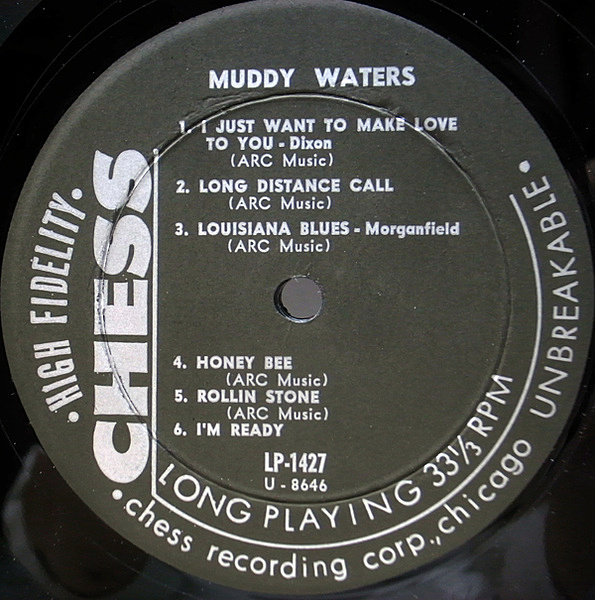 MUDDY WATERS
1. I JUST WANT TO MAKE LOVE
TO YOU - Dixon
(ARC Music)
2. LONG DISTANCE CALL
(ARC Music)
3. LOUISIANA BLUES - Morganfield
(ARC Music)
4. HONEY BEE
(ARC Music)
5. ROLLIN STONE
(ARC Music)
6. I'M READY
LP-1427
U - 8646
CHESS
• HIGH FIDELITY •
LONG PLAYING 33⅓ RPM
• chess recording corp., chicago UNBREAKABLE •